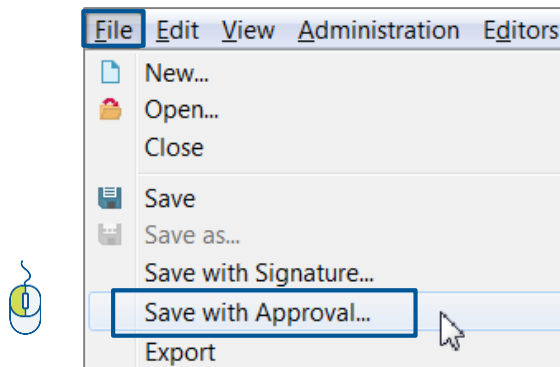 File Edit View Administration Editors
New...
Open...
Close
Save
Save as...
Save with Signature...
Save with Approval...
Export